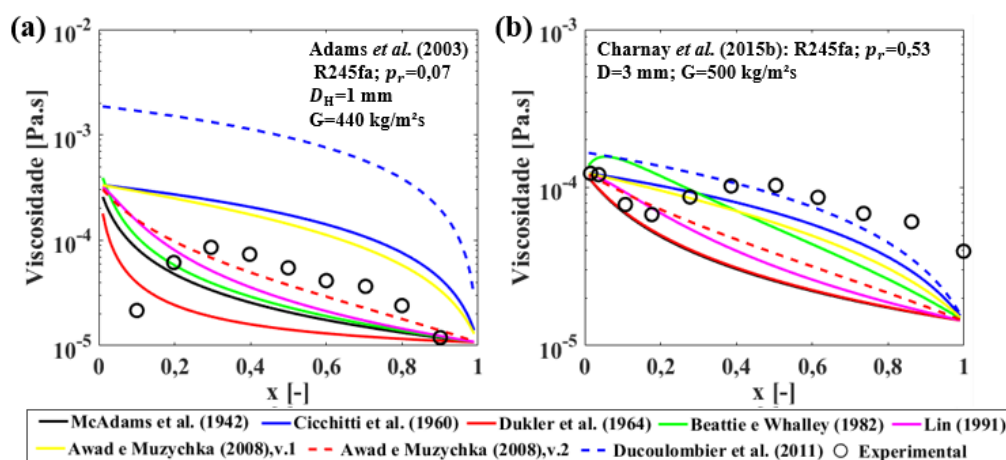 (a)
Adams et al. (2003)
R245fa; pr=0,07
DH=1 mm
G=440 kg/m²s
Viscosidade [Pa.s]
10-2
10-3
10-4
10-5
0 0,2 0,4 0,6 0,8 1
x [-]
(b)
Charnay et al. (2015b): R245fa; pr=0,53
D=3 mm; G=500 kg/m²s
Viscosidade [Pa.s]
10-3
10-4
10-5
0 0,2 0,4 0,6 0,8 1
x [-]
McAdams et al. (1942) Cicchitti et al. (1960) Dukler et al. (1964) Beattie e Whalley (1982) Lin (1991)
Awad e Muzychka (2008),v.1 Awad e Muzychka (2008),v.2 Ducoulombier et al. (2011) Experimental